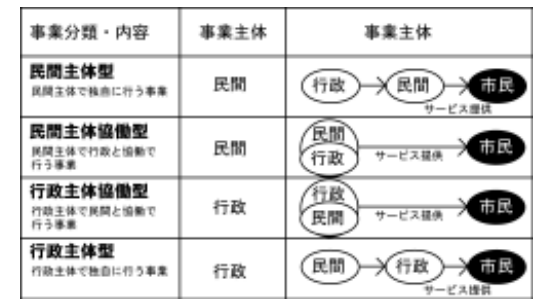 事業分類・内容 事業主体 事業主体
民間主体型
民間主体で独自に行う事業
民間
行政 民間 市民
サービス提供
民間主体協働型
民間主体で行政と協働で
行う事業
民間
民間
行政
サービス提供
市民
行政主体協働型
行政主体で民間と協働で
行う事業
行政
行政
民間
サービス提供
市民
行政主体型
行政主体で独自に行う事業
行政
民間 行政 市民
サービス提供